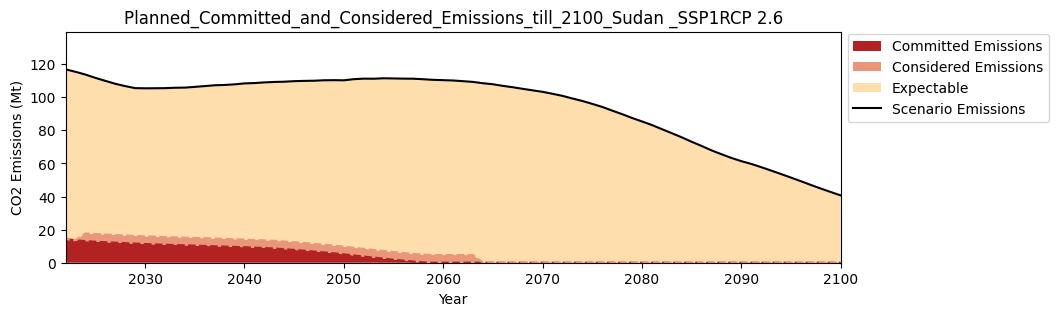 Planned_Committed_and_Considered_Emissions_till_2100_Sudan _SSP1RCP 2.6
Committed Emissions
Considered Emissions
Expectable
Scenario Emissions
CO2 Emissions (Mt)
120
100
80
60
40
20
0
2030 2040 2050 2060 2070 2080 2090 2100
Year